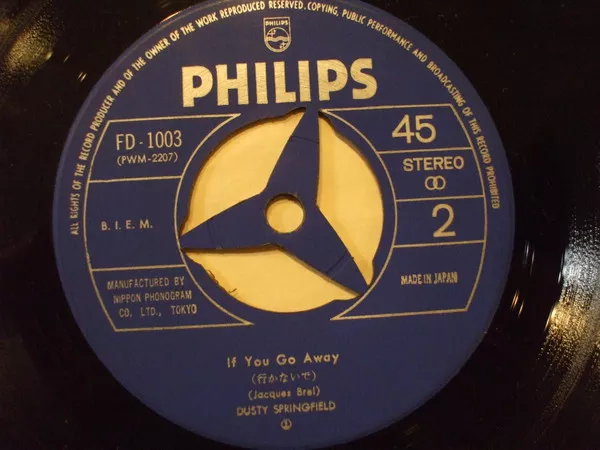 ALL RIGHTS OF THE RECORD PRODUCER AND OF THE OWNER OF THE WORK REPRODUCED RESERVED. COPYING, PUBLIC PERFORMANCE AND BROADCASTING OF THIS RECORD PROHIBITED
PHILIPS
PHILIPS
FD-1003
(PWM-2207)
45
STEREO
B. I. E. M.
2
MANUFACTURED BY
NIPPON PHONOGRAM
CO. LTD., TOKYO
MADE IN JAPAN
If You Go Away
(行かないで)
(Jacques Brel)
DUSTY SPRINGFIELD